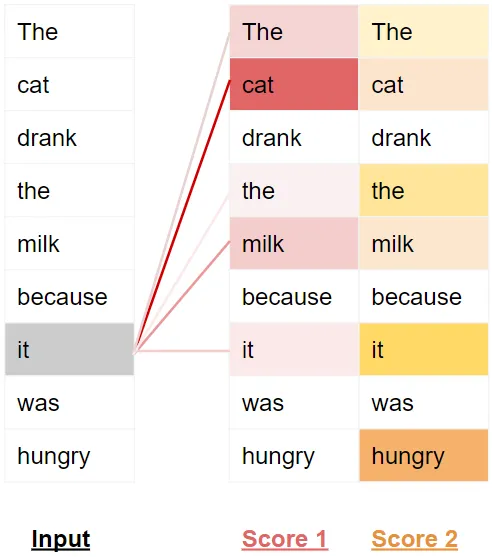 The The The
cat cat cat
drank drank drank
the the the
milk milk milk
because because because
it it it
was was was
hungry hungry hungry
Input Score 1 Score 2